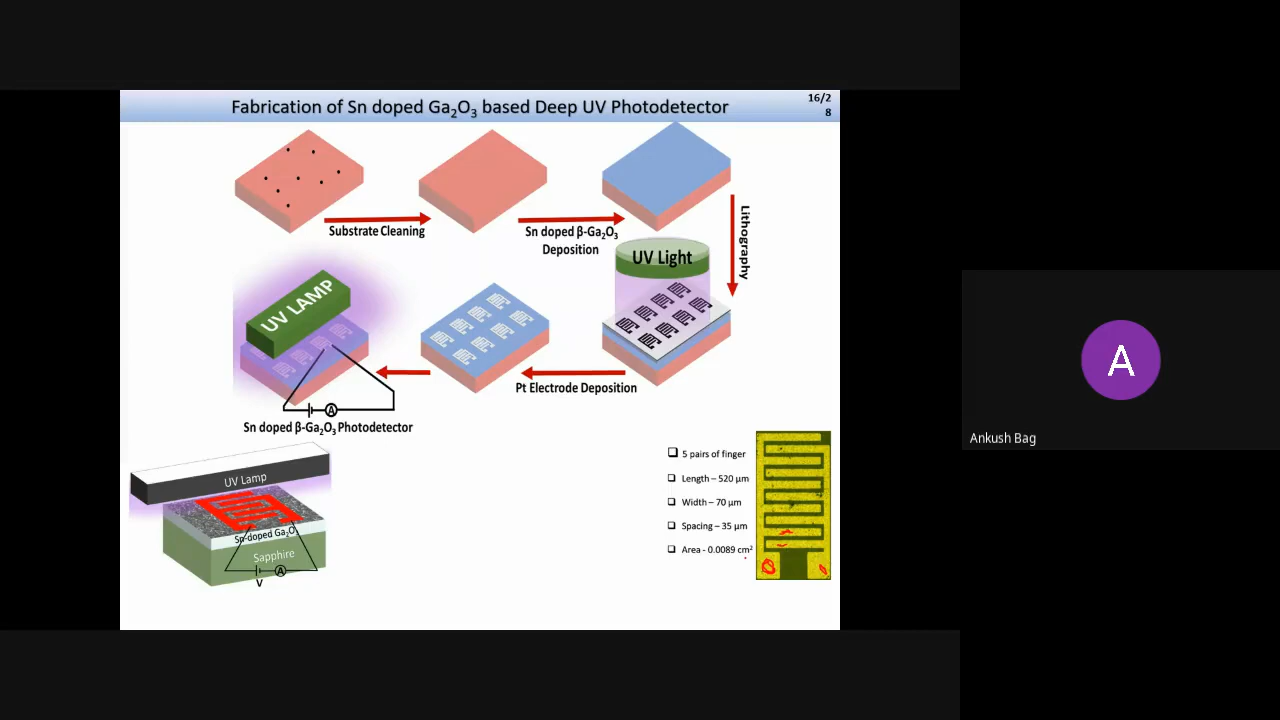 Fabrication of Sn doped Ga₂O₃ based Deep UV Photodetector
16/2
8
Substrate Cleaning
Sn doped β-Ga₂O₃
Deposition
Lithography
UV Light
UV LAMP
A
Pt Electrode Deposition
Sn doped β-Ga₂O₃ Photodetector
UV Lamp
Sn-doped Ga₂O₃
Sapphire
A
V
5 pairs of finger
Length – 520 µm
Width – 70 µm
Spacing – 35 µm
Area - 0.0089 cm²
A
Ankush Bag